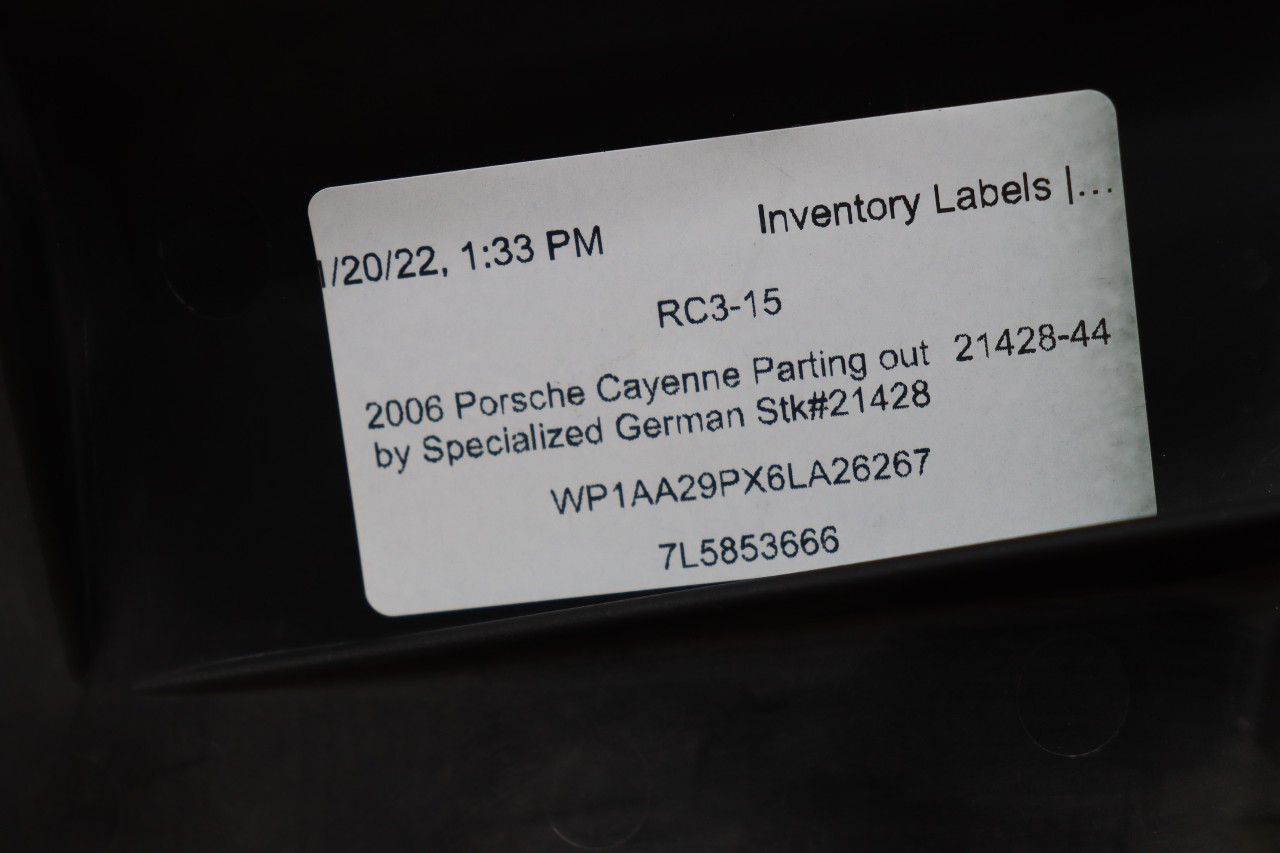 /20/22, 1:33 PM Inventory Labels |...
RC3-15
2006 Porsche Cayenne Parting out 21428-44
by Specialized German Stk#21428
WP1AA29PX6LA26267
7L5853666